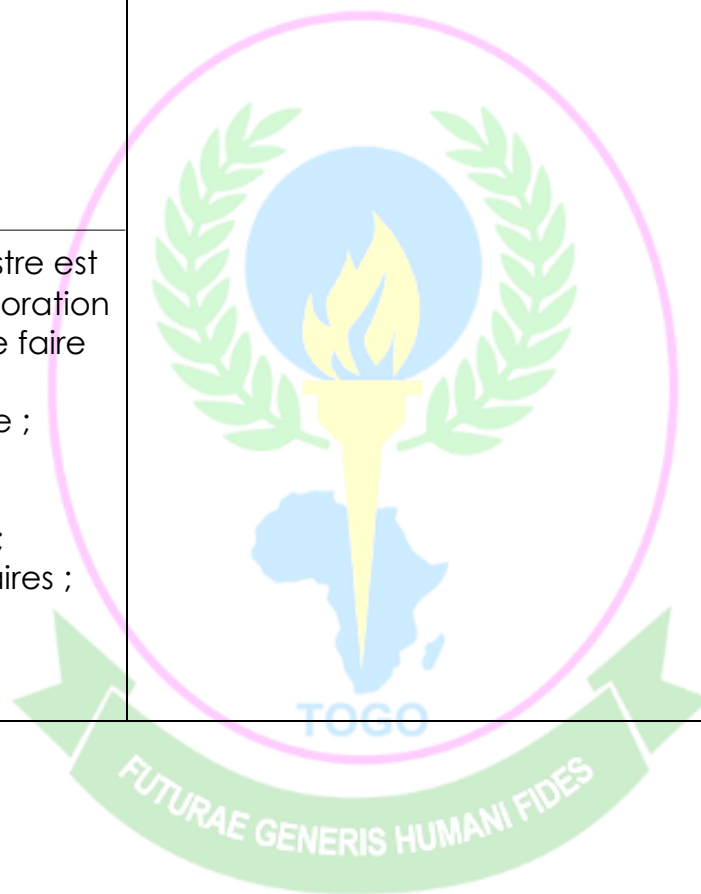 stre est
oration
e faire
e ;
;
ires ;
TOGO
FUTURAE GENERIS HUMANI FIDES